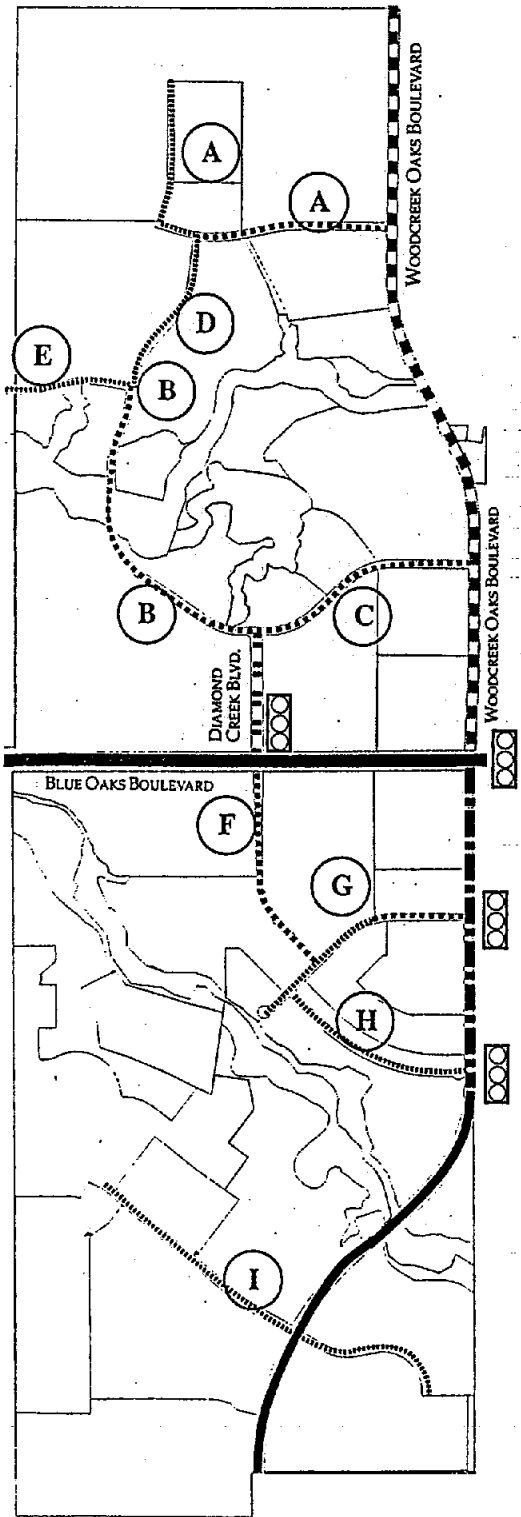 A
A
WOODCREEK OAKS BOULEVARD
D
E
B
B
C
WOODCREEK OAKS BOULEVARD
DIAMOND
CREEK BLVD.
BLUE OAKS BOULEVARD
F
G
H
I